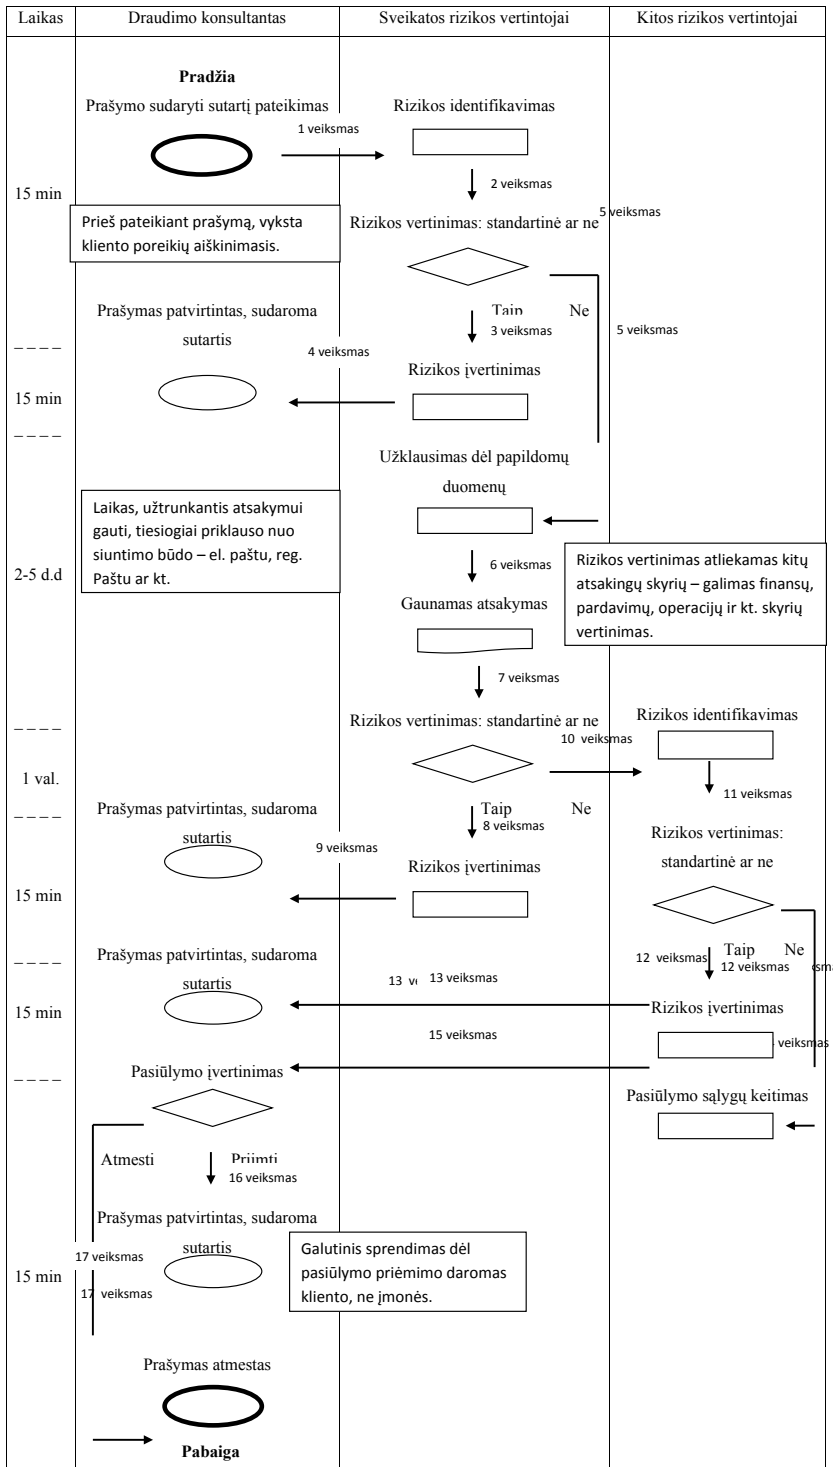 Laikas
Draudimo konsultantas
Sveikatos rizikos vertintojai
Kitos rizikos vertintojai
Pradžia
Prašymo sudaryti sutartį pateikimas
1 veiksmas
Rizikos identifikavimas
2 veiksmas
15 min
Prieš pateikiant prašymą, vyksta
kliento poreikių aiškinimasis.
Rizikos vertinimas: standartinė ar ne
5 veiksmas
Prašymas patvirtintas, sudaroma
sutartis
Taip
Ne
3 veiksmas
5 veiksmas
4 veiksmas
_ _ _ _
15 min
Rizikos įvertinimas
_ _ _ _
Užklausimas dėl papildomų
duomenų
Laikas, užtrunkantis atsakymui
gauti, tiesiogiai priklauso nuo
siuntimo būdo – el. paštu, reg.
Paštu ar kt.
2-5 d.d
6 veiksmas
Rizikos vertinimas atliekamas kitų
atsakingų skyrių – galimas finansų,
pardavimų, operacijų ir kt. skyrių
vertinimas.
Gaunamas atsakymas
7 veiksmas
Rizikos vertinimas: standartinė ar ne
Rizikos identifikavimas
_ _ _ _
10 veiksmas
1 val.
11 veiksmas
_ _ _ _
Prašymas patvirtintas, sudaroma
sutartis
Taip
Ne
8 veiksmas
9 veiksmas
Rizikos vertinimas:
standartinė ar ne
15 min
Rizikos įvertinimas
_ _ _ _
Prašymas patvirtintas, sudaroma
sutartis
12 veiksmas
Taip
Ne
12 veiksmas
13
13 veiksmas
15 min
Rizikos įvertinimas
15 veiksmas
veiksmas
_ _ _ _
Pasiūlymo įvertinimas
Pasiūlymo sąlygų keitimas
Atmesti
Priimti
16 veiksmas
Prašymas patvirtintas, sudaroma
sutartis
17 veiksmas
17 veiksmas
15 min
Galutinis sprendimas dėl
pasiūlymo priėmimo daromas
kliento, ne įmonės.
Prašymas atmestas
Pabaiga